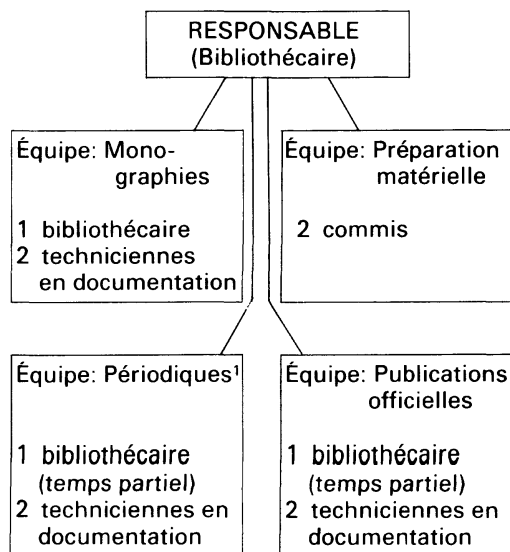 RESPONSABLE
(Bibliothécaire)
Équipe: Mono-
graphies
1 bibliothécaire
2 techniciennes
en documentation
Équipe: Préparation
matérielle
2 commis
Équipe: Périodiques¹
1 bibliothécaire
(temps partiel)
2 techniciennes en
documentation
Équipe: Publications
officielles
1 bibliothécaire
(temps partiel)
2 techniciennes en
documentation